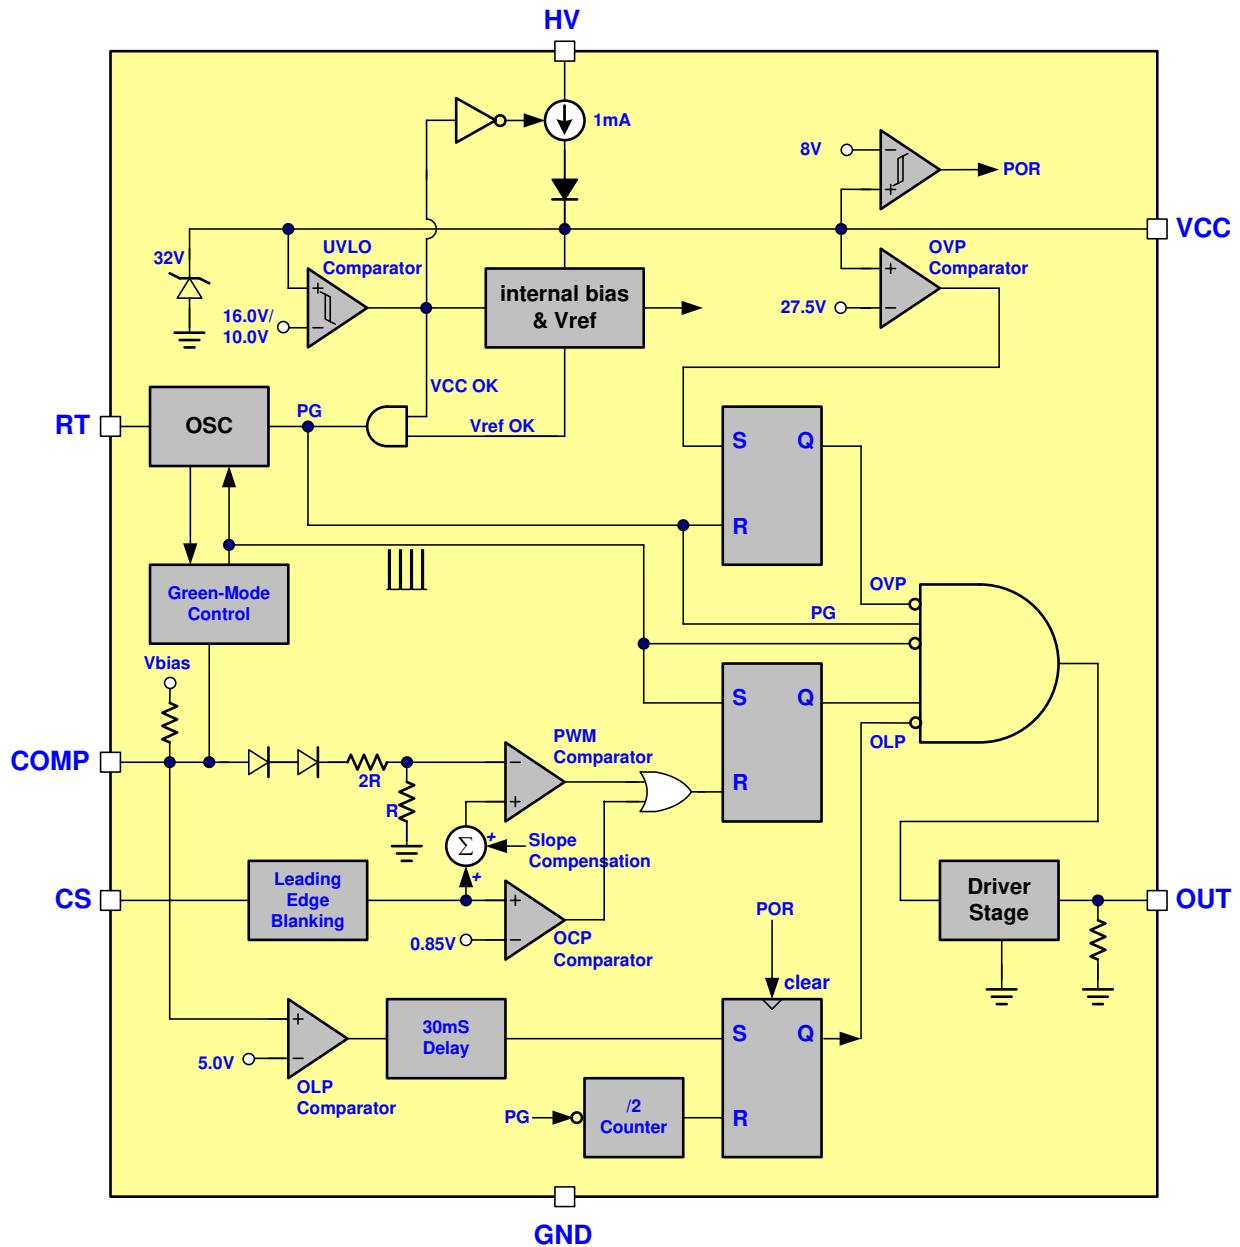 HV
1mA
8V
POR
VCC
UVLO
Comparator
OVP
Comparator
32V
internal bias
& Vref
16.0V/
10.0V
27.5V
VCC OK
PG
Vref OK
RT
OSC
S Q
R
Green-Mode
Control
OVP
PG
Vbias
S Q
OLP
PWM
Comparator
COMP
2R
R
R
Σ
Slope
Compensation
Leading
Edge
Blanking
CS
0.85V
OCP
Comparator
Driver
Stage
OUT
POR
clear
30mS
Delay
S Q
5.0V
OLP
Comparator
PG
/2
Counter
R
GND